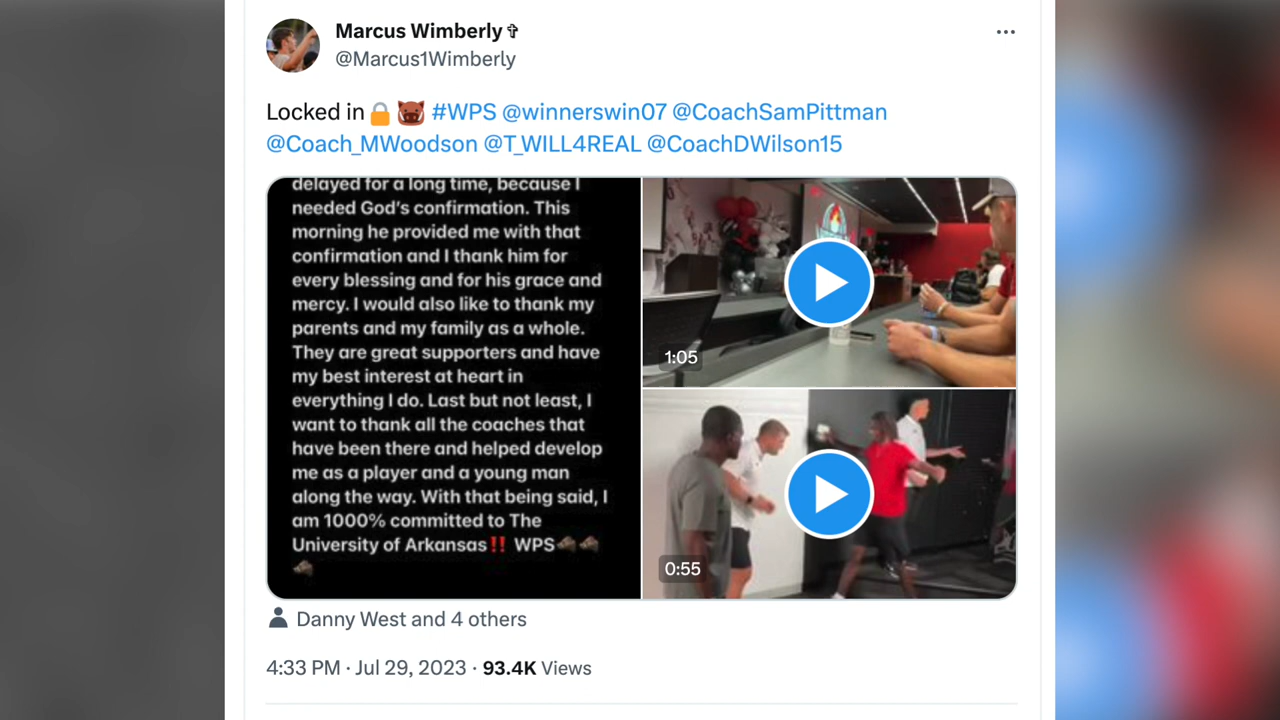 Marcus Wimberly ✞
@Marcus1Wimberly
Locked in🔒🐗 #WPS @winnerswin07 @CoachSamPittman
@Coach_MWoodson @T_WILL4REAL @CoachDWilson15
delayed for a long time, because I
needed God's confirmation. This
morning he provided me with that
confirmation and I thank him for
every blessing and for his grace and
mercy. I would also like to thank my
parents and my family as a whole.
They are great supporters and have
my best interest at heart in
everything I do. Last but not least, I
want to thank all the coaches that
have been there and helped develop
me as a player and a young man
along the way. With that being said, I
am 1000% committed to The
University of Arkansas‼️ WPS🐗🐗
🐗
1:05
0:55
Danny West and 4 others
4:33 PM · Jul 29, 2023 · 93.4K Views